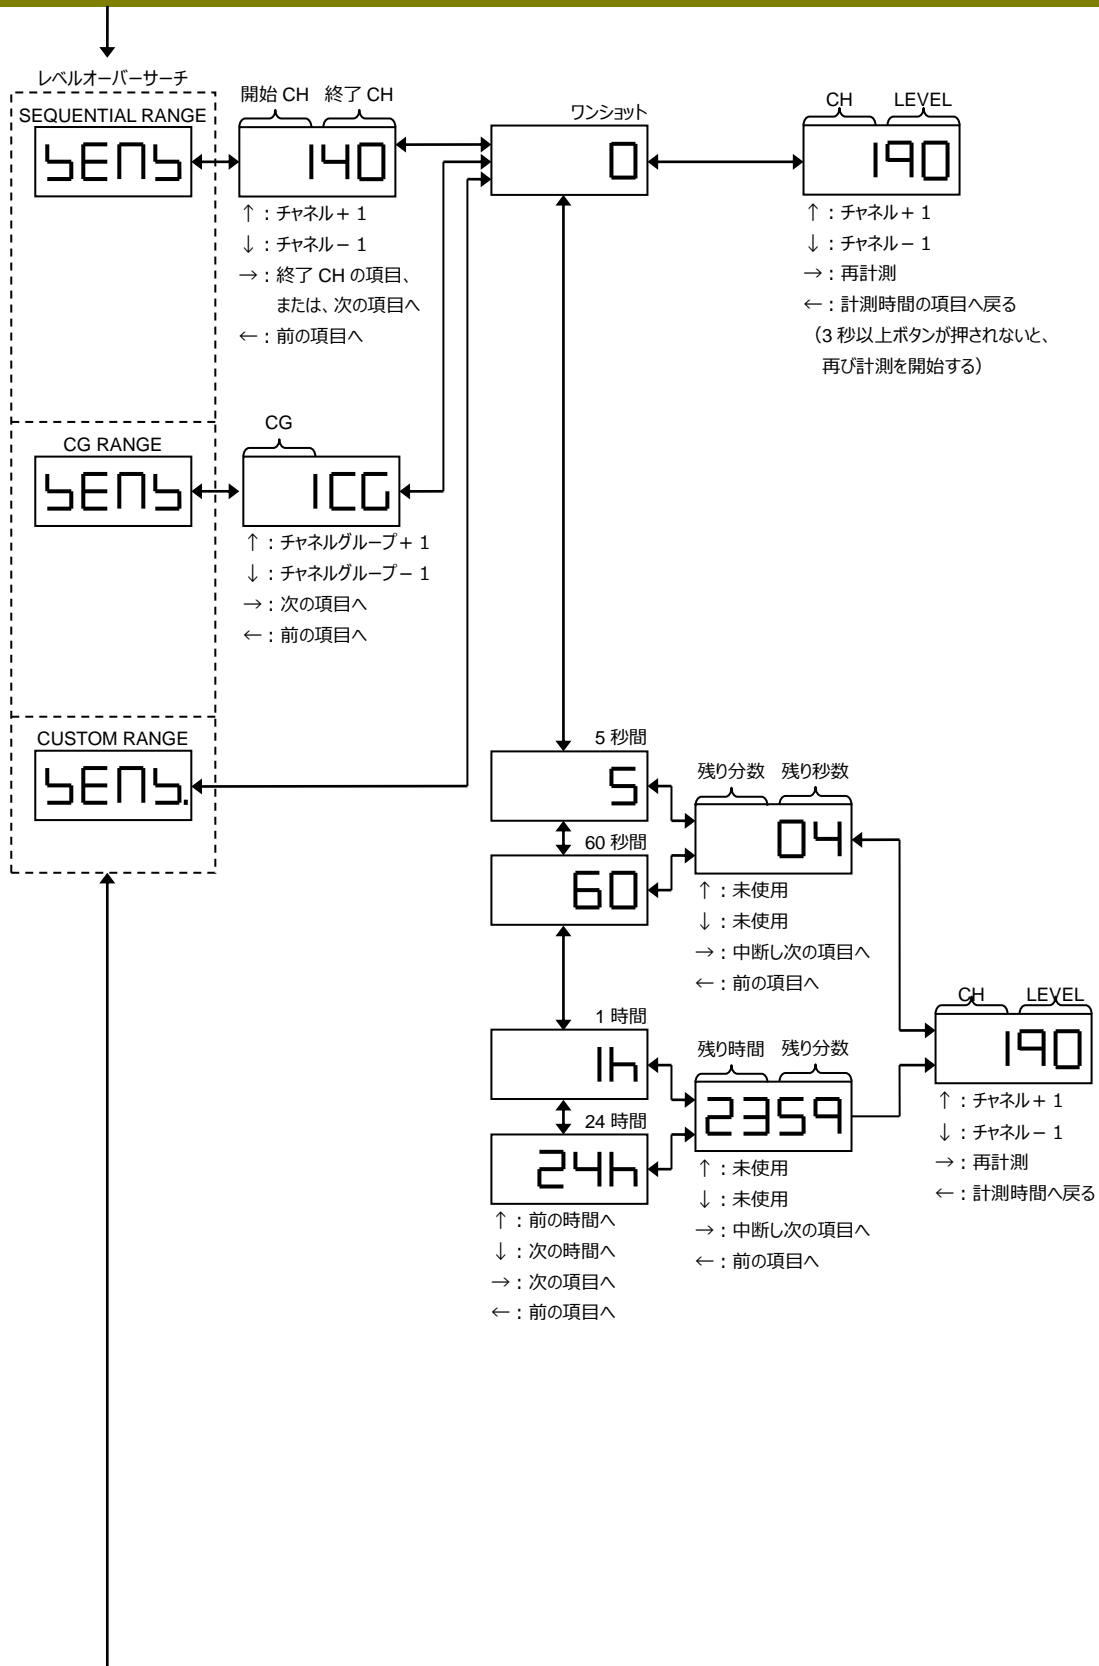 レベルオーバーサーチ
SEQUENTIAL RANGE
SENS
開始 CH 終了 CH
140
↑：チャネル＋ 1
↓：チャネル－ 1
→：終了 CH の項目、
または、次の項目へ
←：前の項目へ
ワンショット
0
CH LEVEL
190
↑：チャネル＋ 1
↓：チャネル－ 1
→：再計測
←：計測時間の項目へ戻る
（3 秒以上ボタンが押されないと、
再び計測を開始する）
CG RANGE
SENS
CG
1CG
↑：チャネルグループ＋ 1
↓：チャネルグループ－ 1
→：次の項目へ
←：前の項目へ
CUSTOM RANGE
SENS.
5 秒間
5
60 秒間
60
残り分数 残り秒数
04
↑：未使用
↓：未使用
→：中断し次の項目へ
←：前の項目へ
1 時間
1h
24 時間
24h
↑：前の時間へ
↓：次の時間へ
→：次の項目へ
←：前の項目へ
残り時間 残り分数
2359
↑：未使用
↓：未使用
→：中断し次の項目へ
←：前の項目へ
CH LEVEL
190
↑：チャネル＋ 1
↓：チャネル－ 1
→：再計測
←：計測時間へ戻る